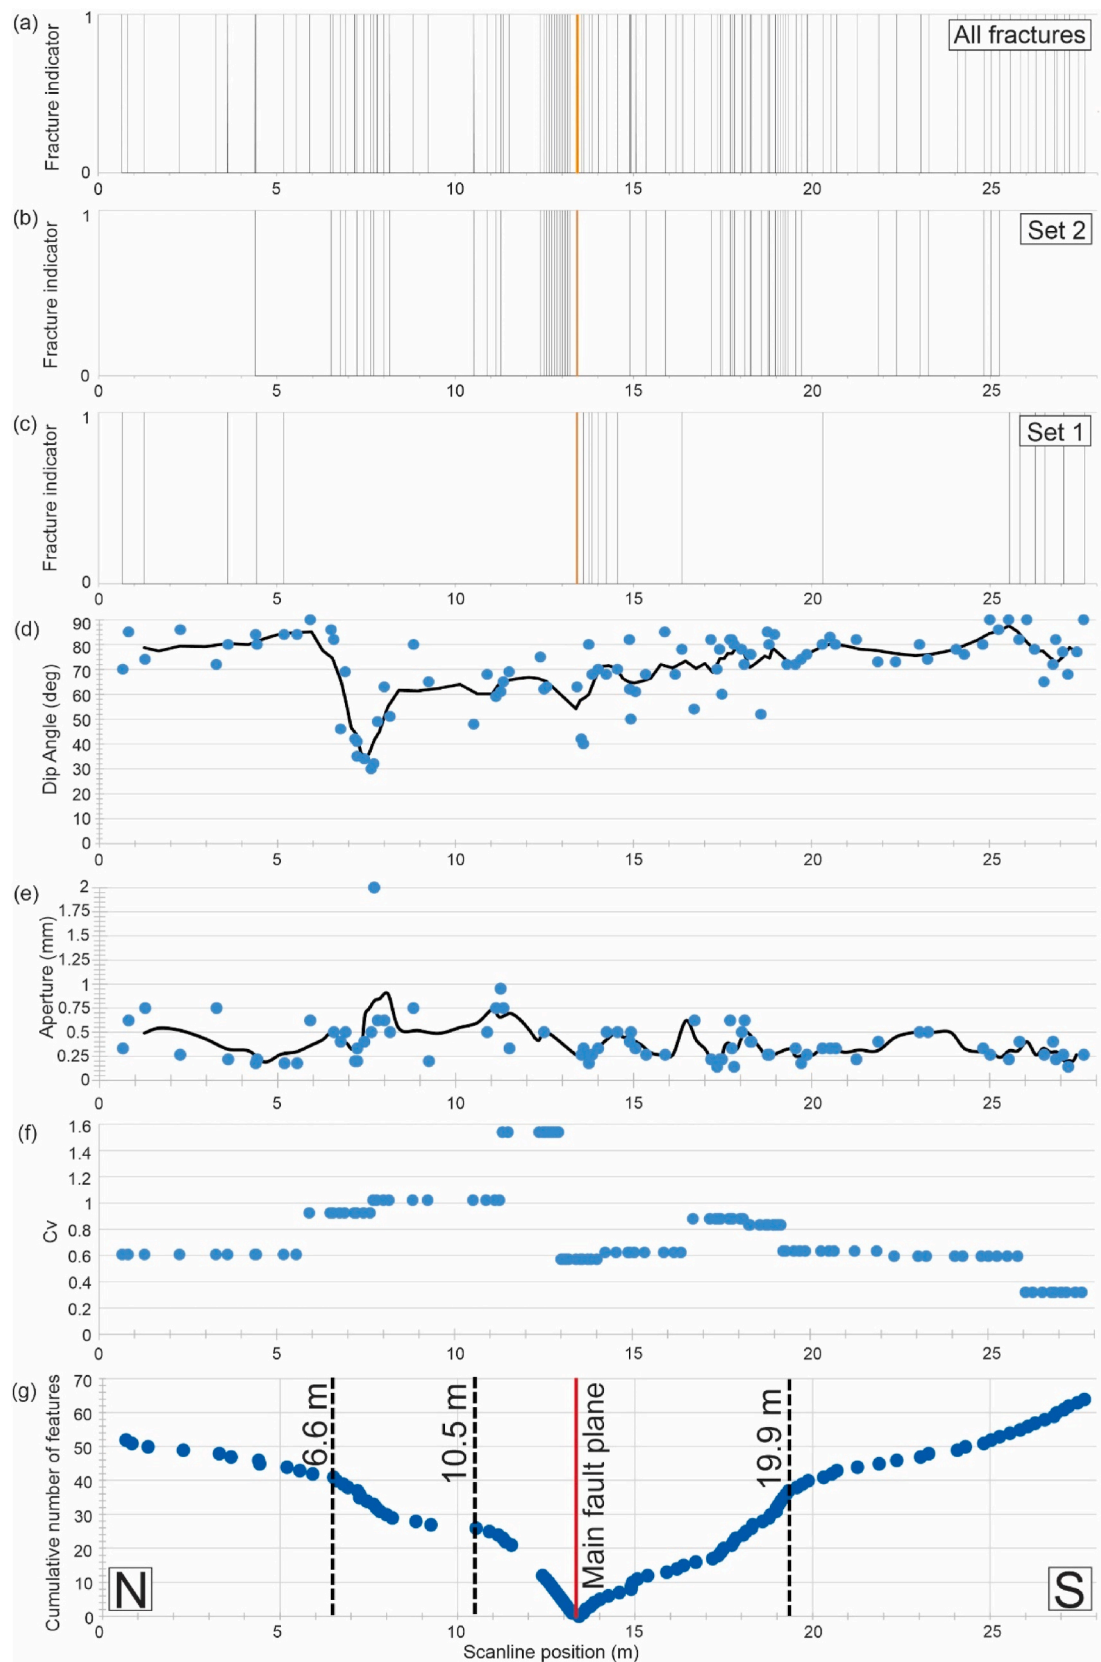 (a)
Fracture indicator
1
0
All fractures
0 5 10 15 20 25
(b)
Fracture indicator
1
0
Set 2
0 5 10 15 20 25
(c)
Fracture indicator
1
0
Set 1
0 5 10 15 20 25
(d)
Dip Angle (deg)
90
80
70
60
50
40
30
20
10
0
0 5 10 15 20 25
(e)
Aperture (mm)
2
1.75
1.5
1.25
1
0.75
0.5
0.25
0
0 5 10 15 20 25
(f)
Cv
1.6
1.4
1.2
1
0.8
0.6
0.4
0.2
0
0 5 10 15 20 25
(g)
Cumulative number of features
70
60
50
40
30
20
10
0
6.6 m
10.5 m
Main fault plane
19.9 m
N
S
0 5 10 15 20 25
Scanline position (m)